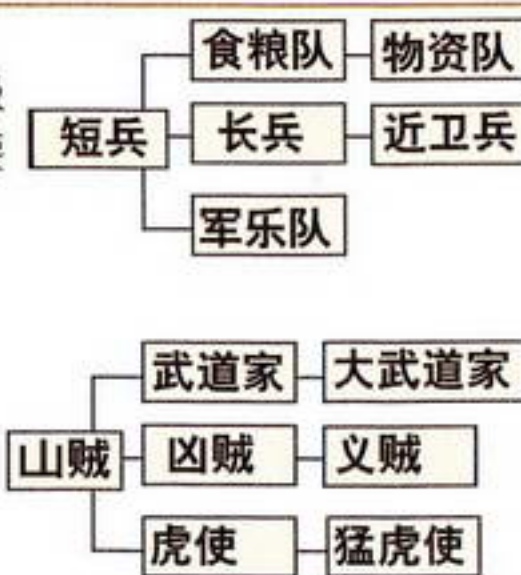 食粮队 物资队
短兵 长兵 近卫兵
军乐队
武道家 大武道家
山贼 凶贼 义贼
虎使 猛虎使